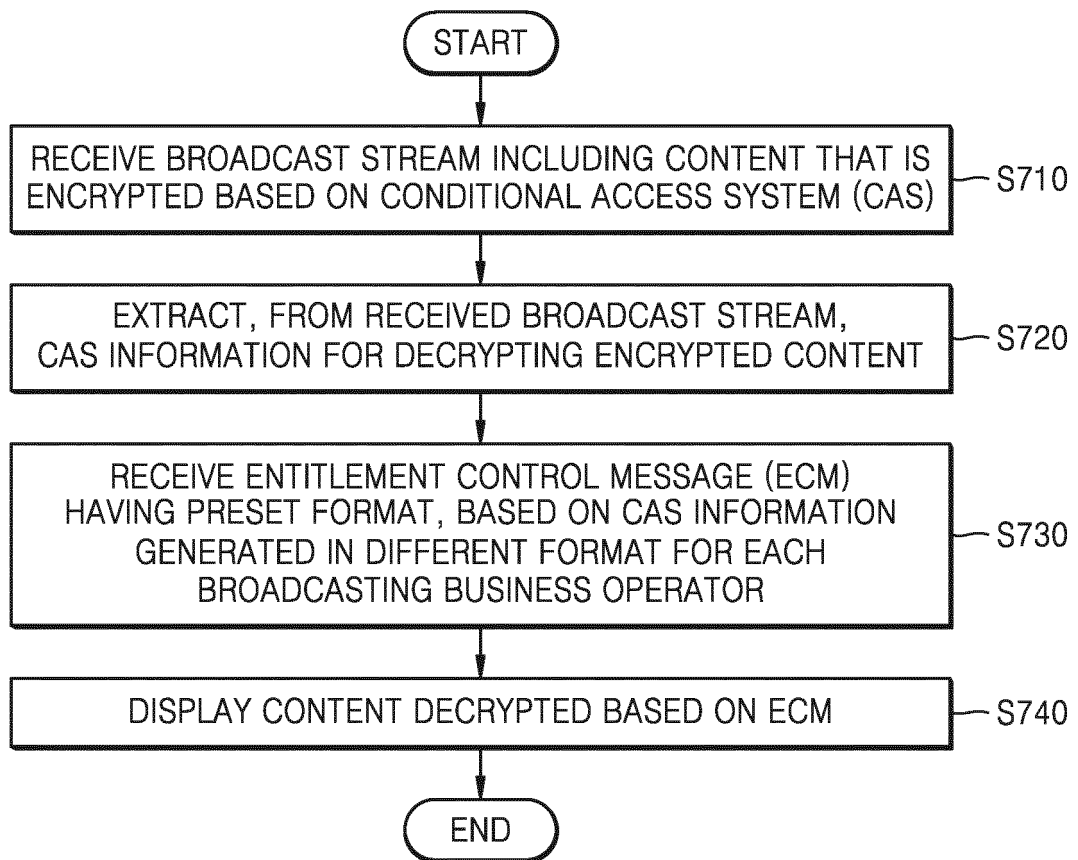 START
RECEIVE BROADCAST STREAM INCLUDING CONTENT THAT IS
ENCRYPTED BASED ON CONDITIONAL ACCESS SYSTEM (CAS)
S710
EXTRACT, FROM RECEIVED BROADCAST STREAM,
CAS INFORMATION FOR DECRYPTING ENCRYPTED CONTENT
S720
RECEIVE ENTITLEMENT CONTROL MESSAGE (ECM)
HAVING PRESET FORMAT, BASED ON CAS INFORMATION
GENERATED IN DIFFERENT FORMAT FOR EACH
BROADCASTING BUSINESS OPERATOR
S730
DISPLAY CONTENT DECRYPTED BASED ON ECM
S740
END